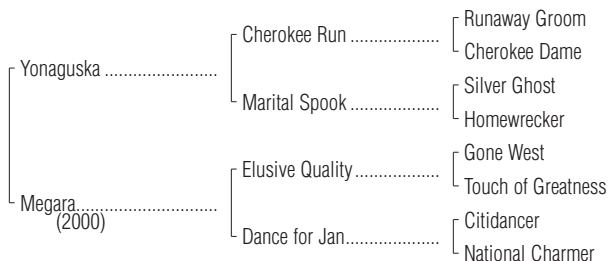 Runaway Groom
Cherokee Run ....................
Cherokee Dame
Yonaguska .........................
Silver Ghost
Marital Spook ....................
Homewrecker
Gone West
Elusive Quality ...................
Touch of Greatness
Megara ...............................
(2000)
Citidancer
Dance for Jan .....................
National Charmer